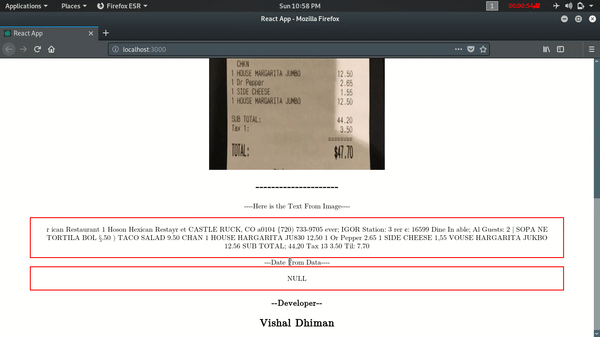 Applications Places Firefox ESR Sun 10:58 PM 1
React App - Mozilla Firefox
React App
localhost:3000
CHKN
1 HOUSE MARGARITA JUMBO 12.50
1 Dr Pepper 2.65
1 SIDE CHEESE 1.55
1 HOUSE MARGARITA JUMBO 12.50
SUB TOTAL: 44.20
Tax 1: 3.50
TOTAL: $47.70
---------------------
----Here is the Text From Image----
r ican Restaurant 1 Hoson Hexican Restayr et CASTLE RUCK, CO a0104 {720) 733-9705 ever; IGOR Station: 3 rer e: 16599 Dine In able; Al Guests: 2 | SOPA NE
TORTILA BOL §.50 ) TACO SALAD 9.50 CHAN 1 HOUSE HARGARITA JUS30 12,50 1 Or Pepper 2.65 1 SIDE CHEESE 1,55 VOUSE HARGARITA JUKBO
12.56 SUB TOTAL; 44,20 Tax 13 3.50 Til: 7.70
---Date From Data----
NULL
--Developer--
Vishal Dhiman